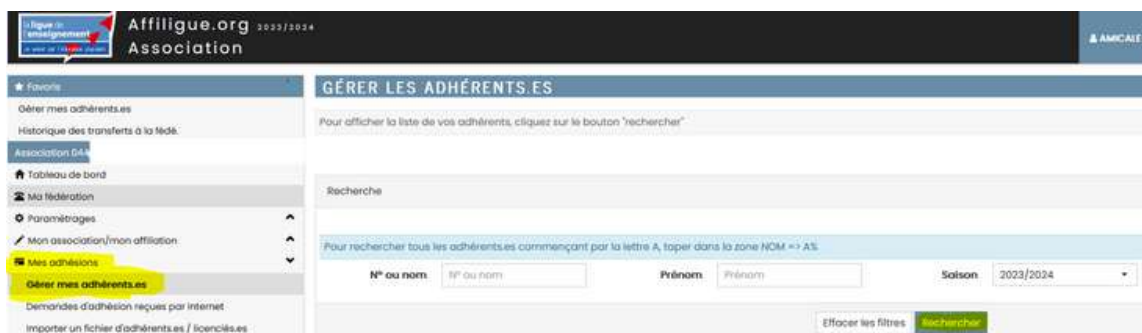 la ligue de
l'enseignement
Affiligue.org 2023/2024
Association
AMICALE
Favoris
Gérer mes adhérents.es
Historique des transferts à la fédé.
Association 044
Tableau de bord
Ma fédération
Paramétrages
Mon association/mon affiliation
Mes adhésions
Gérer mes adhérents.es
Demandes d'adhésion reçues par internet
Importer un fichier d'adhérents.es / licenciés.es
GÉRER LES ADHÉRENTS.ES
Pour afficher la liste de vos adhérents, cliquez sur le bouton "rechercher"
Recherche
Pour rechercher tous les adhérents.es commençant par la lettre A, taper dans la zone NOM => A%
N° ou nom N° ou nom Prénom Prénom Saison 2023/2024
Effacer les filtres Rechercher